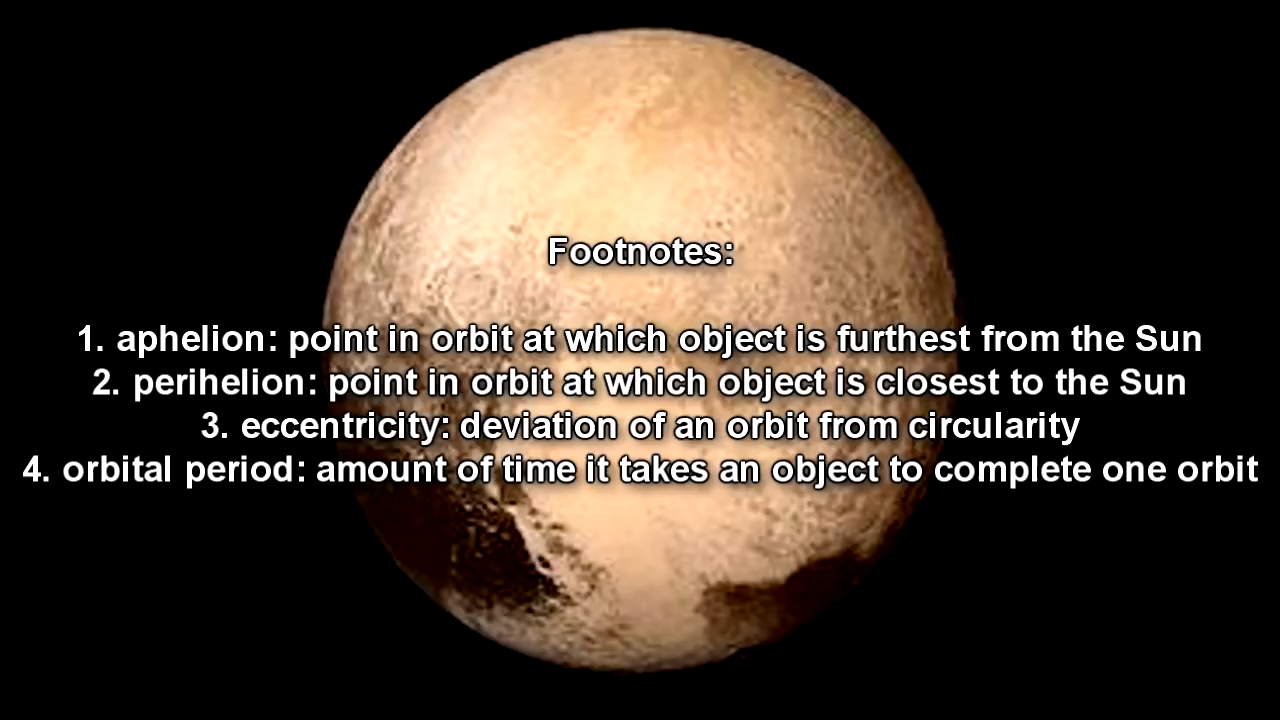 Footnotes:
1. aphelion: point in orbit at which object is furthest from the Sun
2. perihelion: point in orbit at which object is closest to the Sun
3. eccentricity: deviation of an orbit from circularity
4. orbital period: amount of time it takes an object to complete one orbit